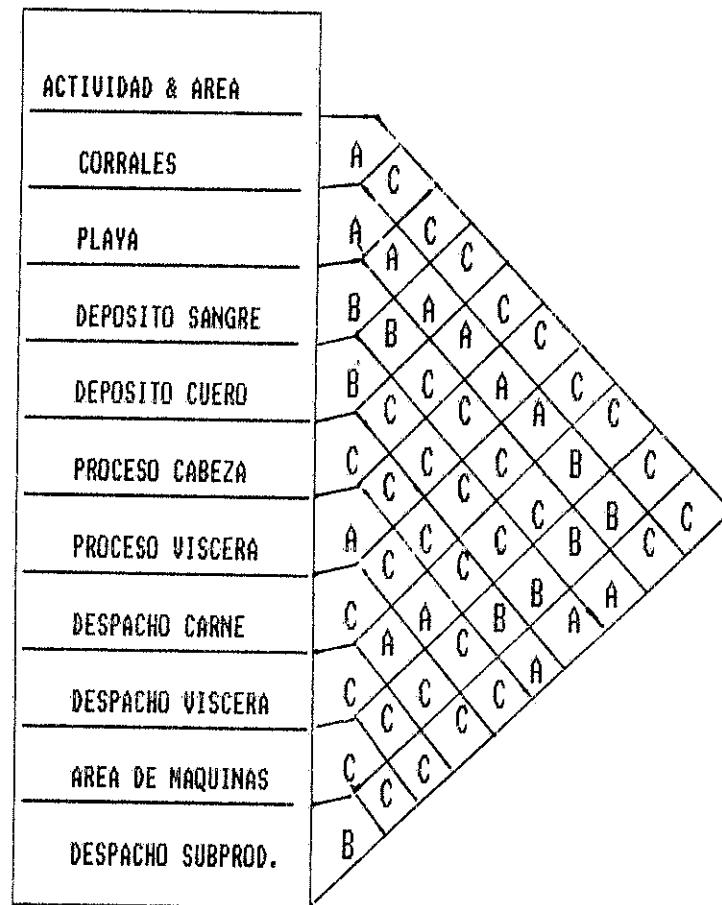 ACTIVIDAD & AREA
CORRALES A
C
PLAYA A C
A C
DEPOSITO SANGRE B A C
B A C
DEPOSITO CUERO B C A C
C C A C
PROCESO CABEZA C C C B C
C C C B C
PROCESO VISCERA A C C B C
C C B A
DESPACHO CARNE C A B A
A C A
DESPACHO VISCERA C C C
C C
AREA DE MAQUINAS C C
C
DESPACHO SUBPROD. B